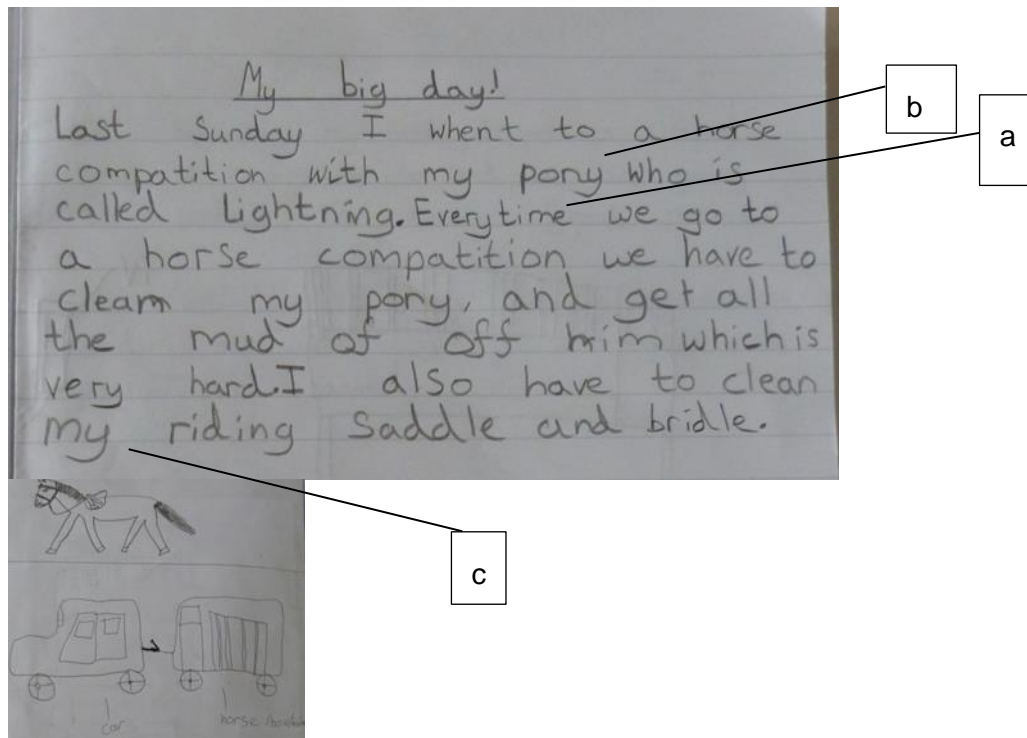 My big day!
Last Sunday I whent to a horse
compatition with my pony who is
called Lightning. Everytime we go to
a horse compatition we have to
clean my pony, and get all
the mud of off him which is
very hard. I also have to clean
my riding saddle and bridle.
b
a
c
car
horse